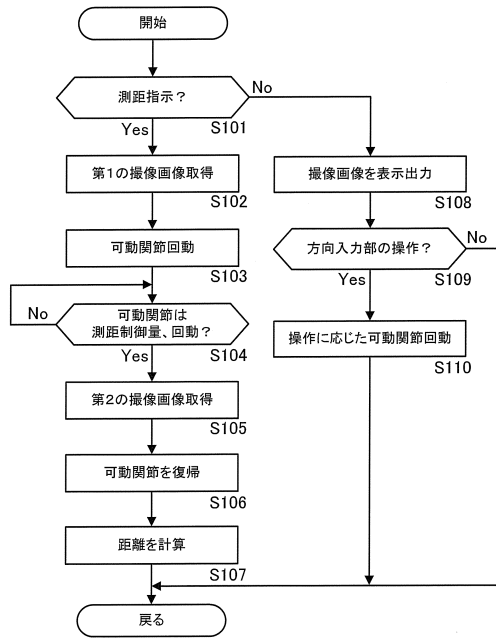 開始
測距指示？
No
Yes
S101
第１の撮像画像取得
S102
撮像画像を表示出力
S108
可動関節回動
S103
方向入力部の操作？
No
Yes
S109
可動関節は
測距制御量、回動？
No
Yes
S104
操作に応じた可動関節回動
S110
第２の撮像画像取得
S105
可動関節を復帰
S106
距離を計算
S107
戻る